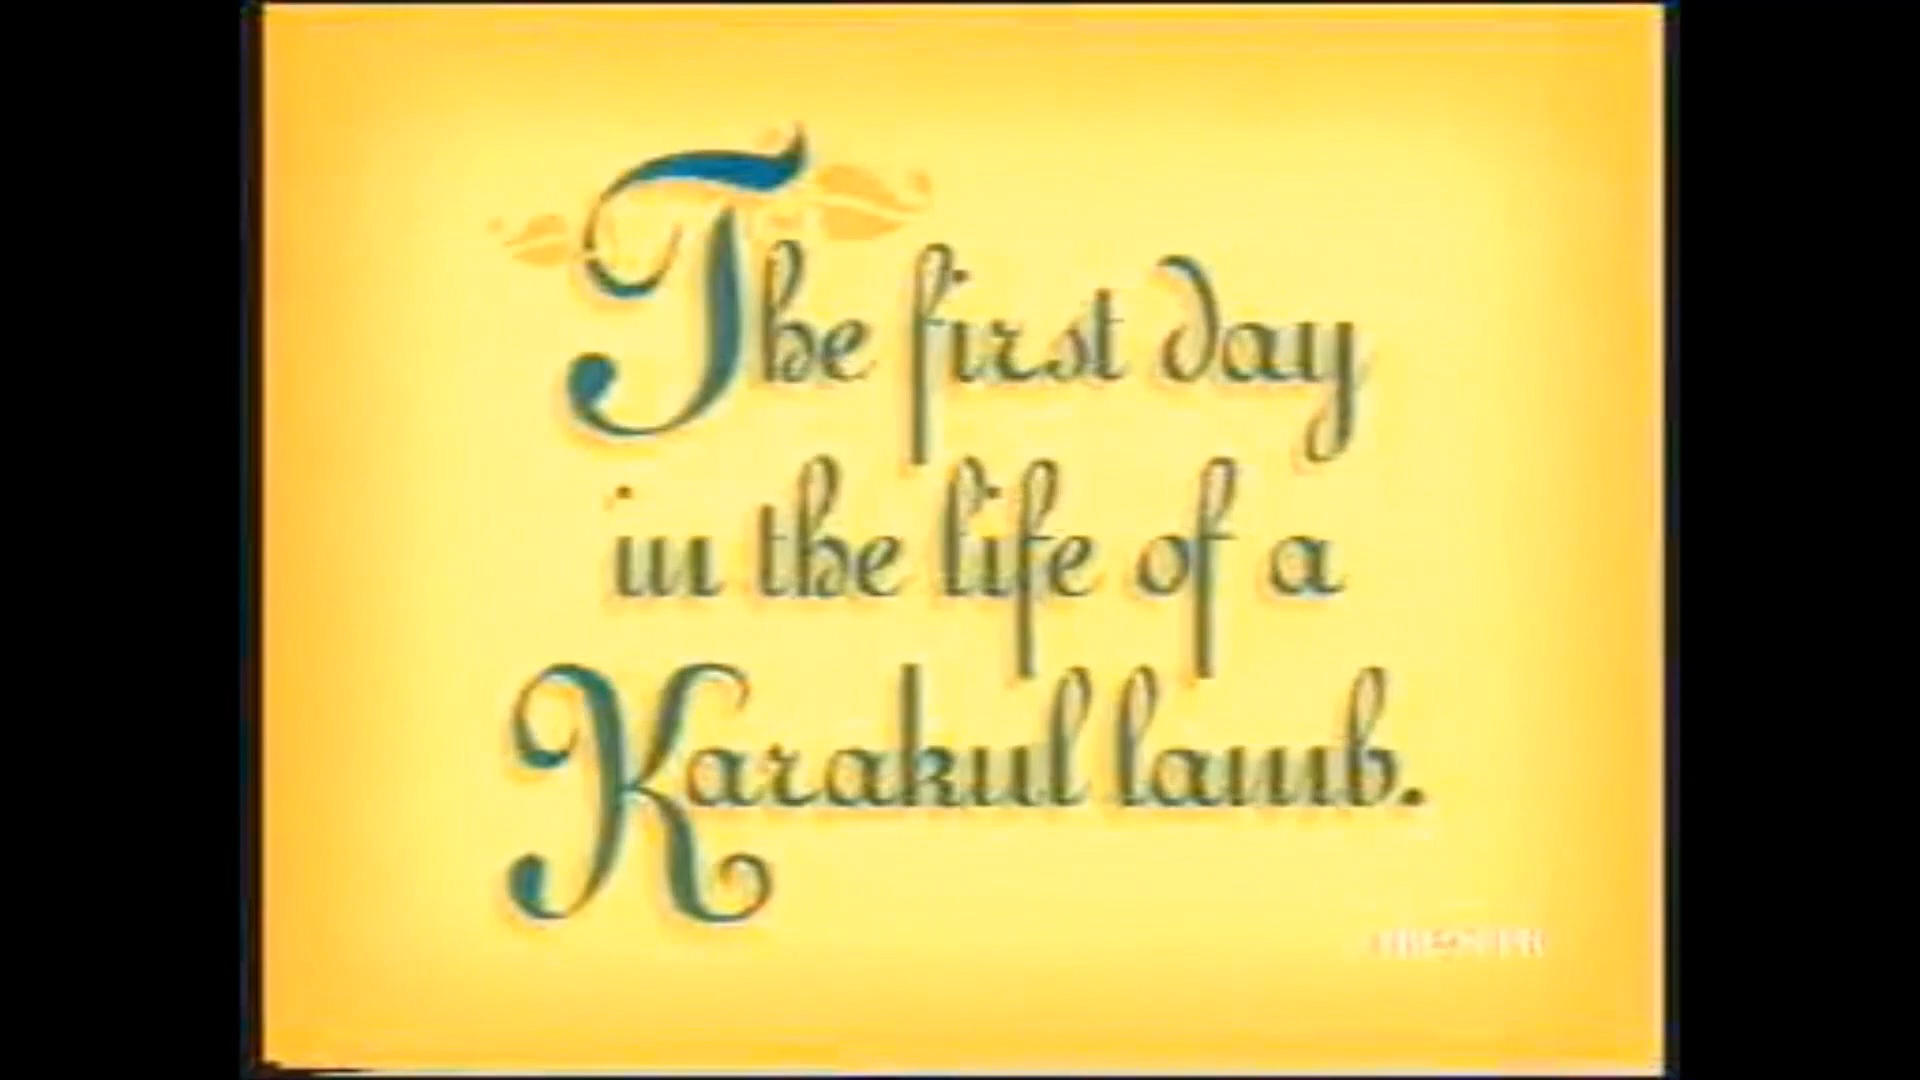 The first day
in the life of a
Karakul lamb.